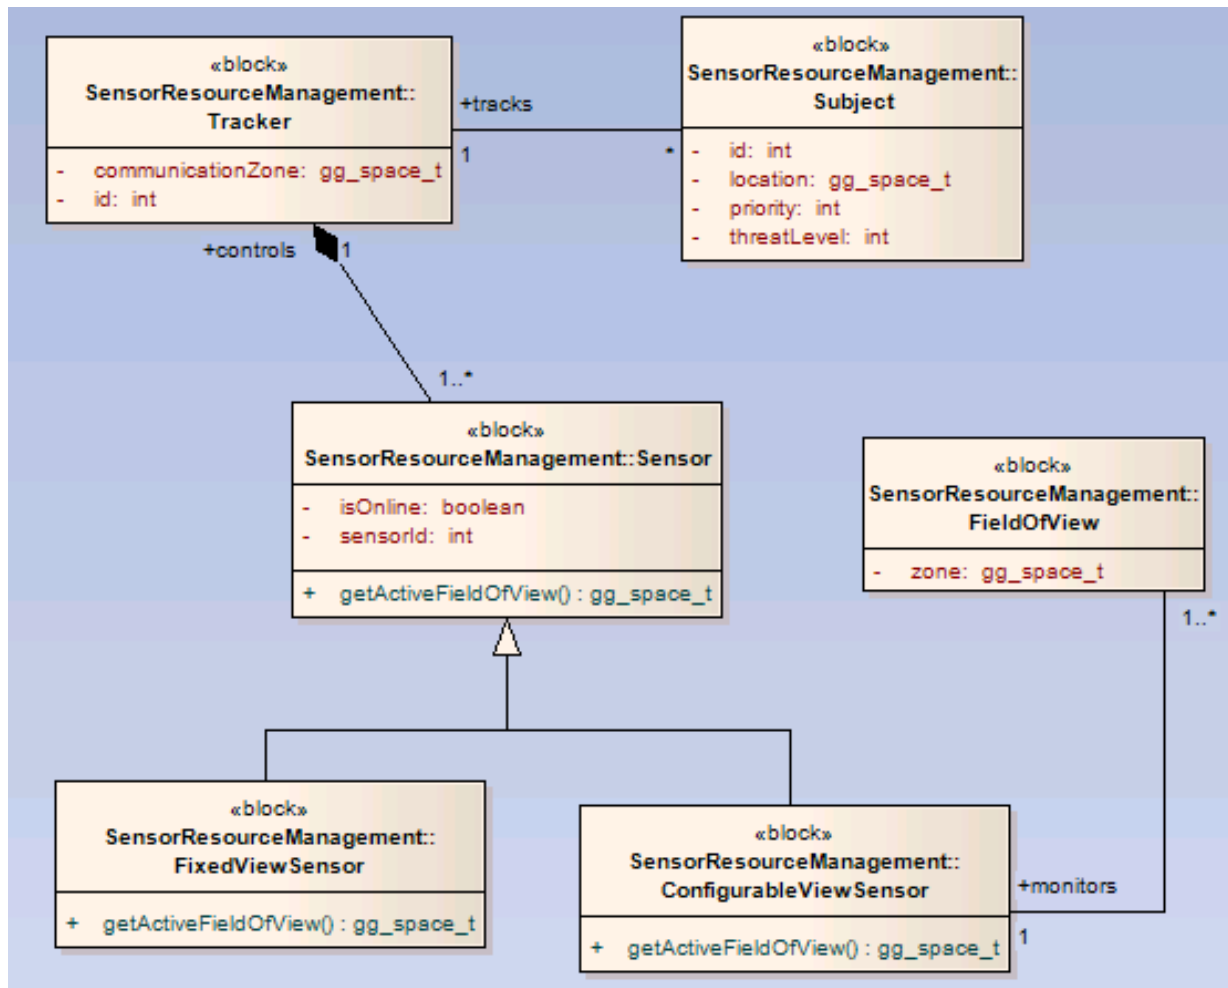 «block»
SensorResourceManagement::
Tracker
- communicationZone: gg_space_t
- id: int
+tracks
1
*
«block»
SensorResourceManagement::
Subject
- id: int
- location: gg_space_t
- priority: int
- threatLevel: int
+controls
1
1..*
«block»
SensorResourceManagement::Sensor
- isOnline: boolean
- sensorId: int
+ getActiveFieldOfView() : gg_space_t
«block»
SensorResourceManagement::
FieldOfView
- zone: gg_space_t
1..*
«block»
SensorResourceManagement::
FixedViewSensor
+ getActiveFieldOfView() : gg_space_t
«block»
SensorResourceManagement::
ConfigurableViewSensor
+ getActiveFieldOfView() : gg_space_t
+monitors
1